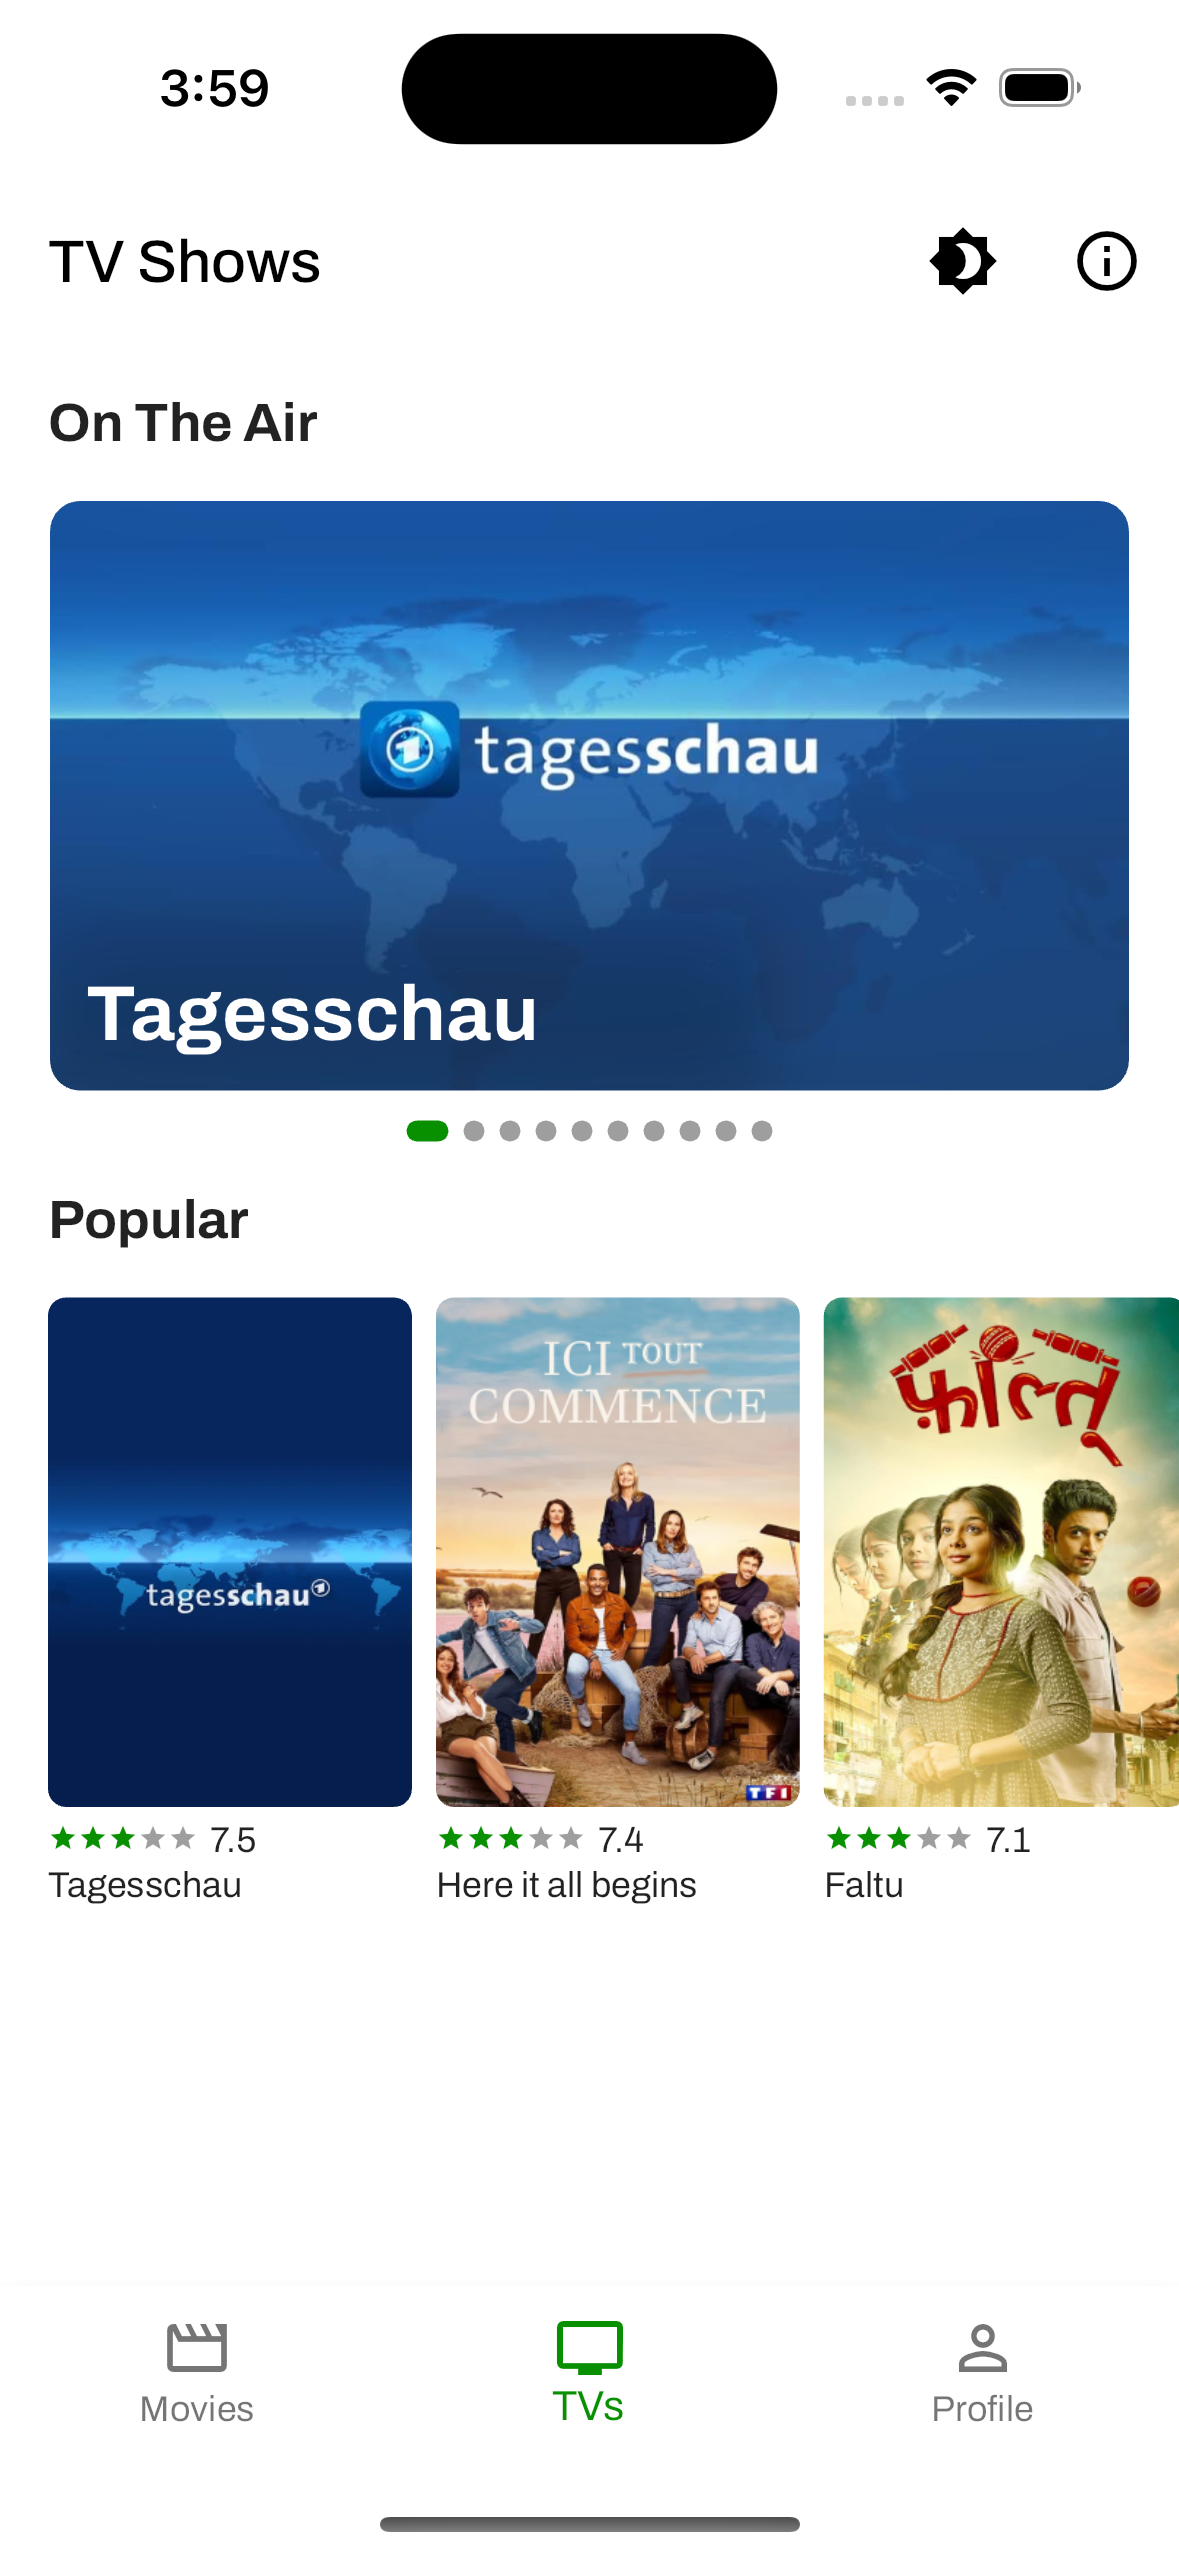 3:59
TV Shows
On The Air
tagesschau
Tagesschau
Popular
tagesschau
ICI TOUT
COMMENCE
TF1
फ़ालतू
7.5
7.4
7.1
Tagesschau
Here it all begins
Faltu
Movies
TVs
Profile